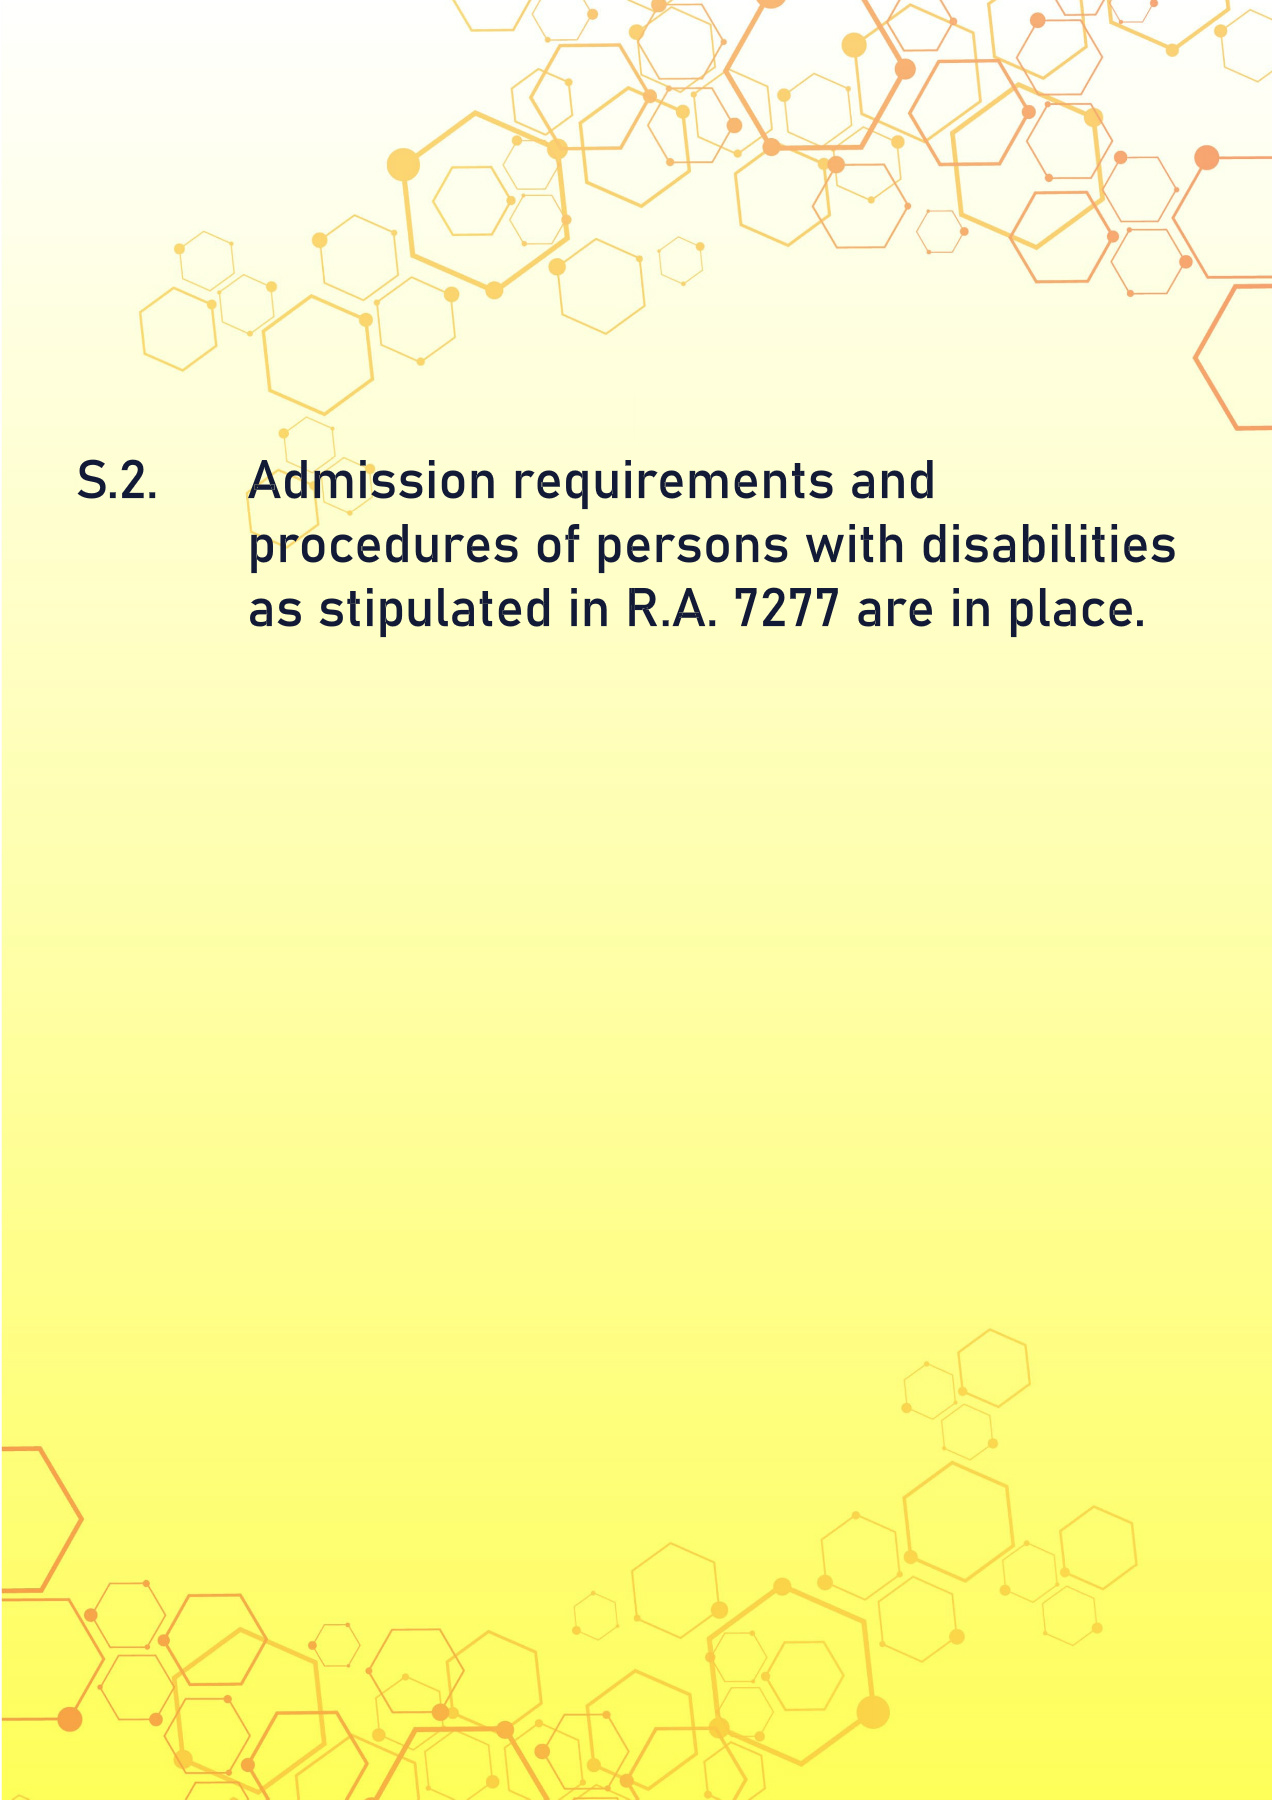 S.2. Admission requirements and
procedures of persons with disabilities
as stipulated in R.A. 7277 are in place.